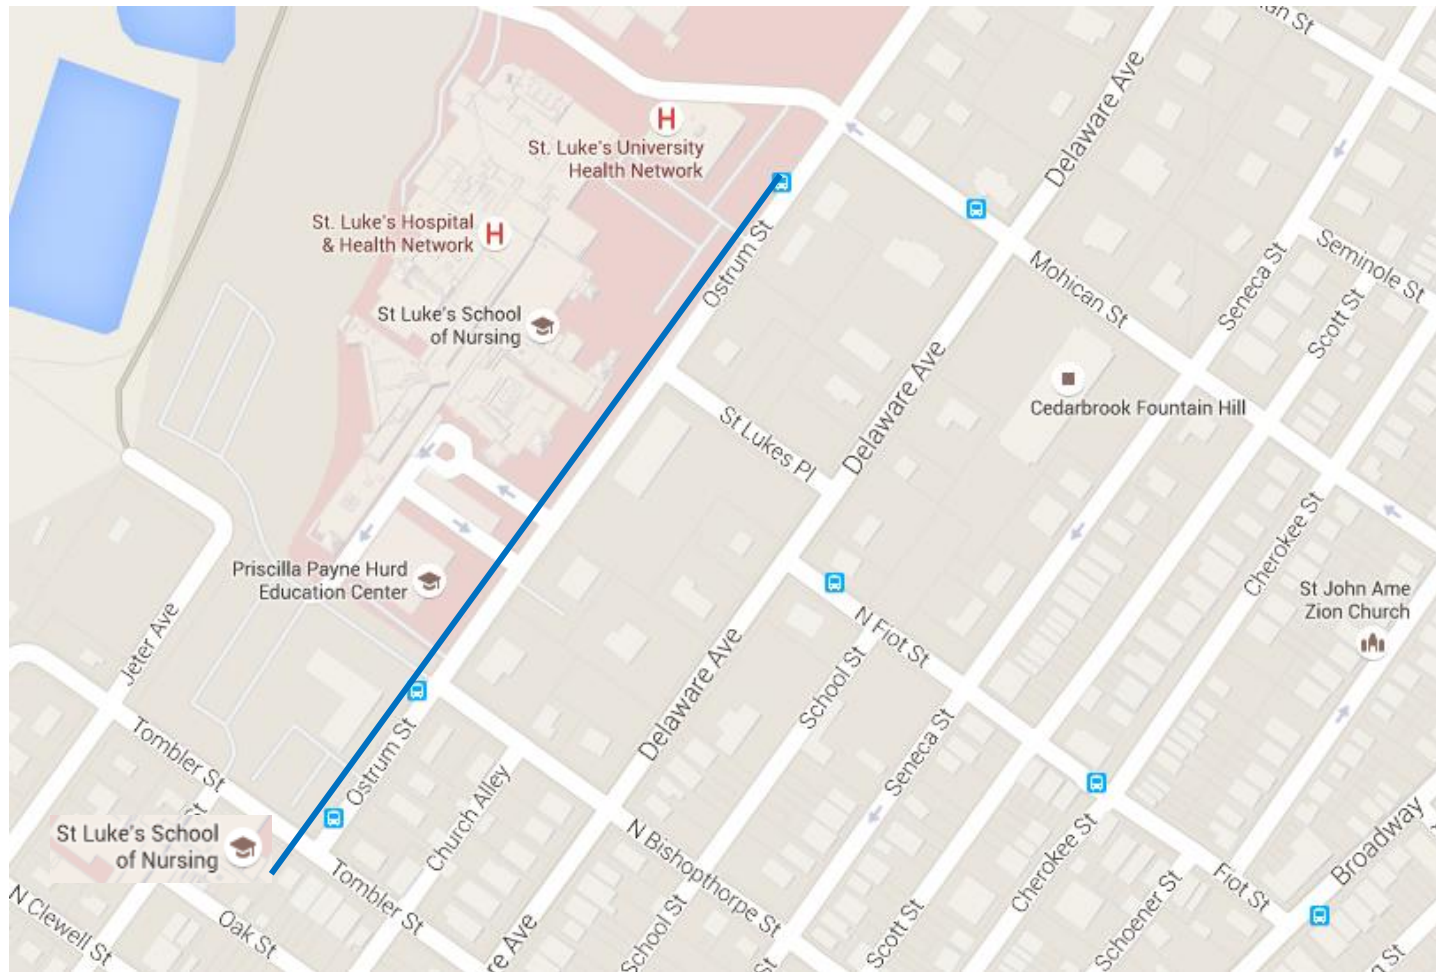 St. Luke's University
Health Network
St. Luke's Hospital
& Health Network
St Luke's School
of Nursing
Priscilla Payne Hurd
Education Center
Cedarbrook Fountain Hill
St John Ame
Zion Church
St Luke's School
of Nursing
Ostrum St
Ostrum St
Delaware Ave
Delaware Ave
Delaware Ave
Mohican St
Seneca St
Seminole St
Scott St
St Lukes Pl
Cherokee St
N Fiot St
School St
Seneca St
Jeter Ave
Tombler St
St
Church Alley
N Bishopthorpe St
Cherokee St
Fiot St
Broadway
Tombler St
Oak St
N Clewell St
School St
Scott St
Schoener St
e Ave
St
St